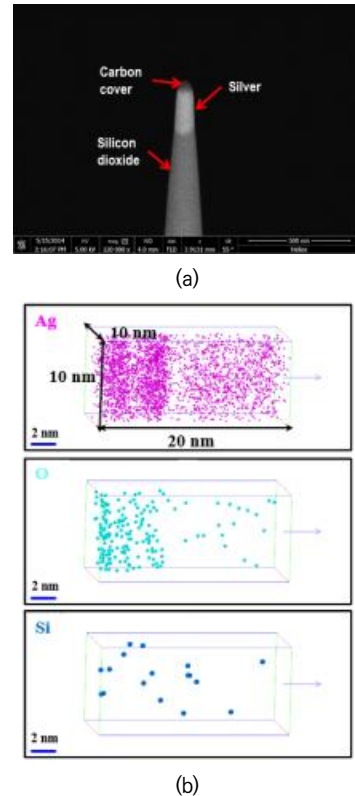 Carbon
cover
Silver
Silicon
dioxide
(a)
Ag
10 nm
10 nm
20 nm
2 nm
O
2 nm
Si
2 nm
(b)